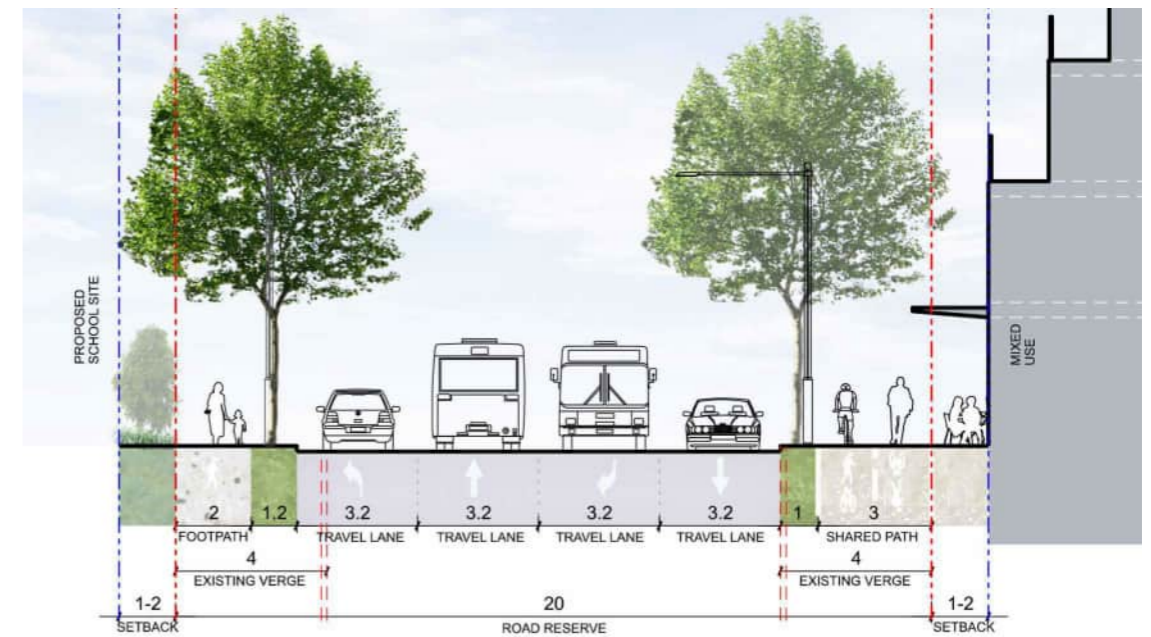 PROPOSED
SCHOOL SITE
MIXED
USE
2
1.2
3.2
3.2
3.2
3.2
1
3
FOOTPATH
TRAVEL LANE
TRAVEL LANE
TRAVEL LANE
TRAVEL LANE
SHARED PATH
4
4
EXISTING VERGE
EXISTING VERGE
1-2
20
1-2
SETBACK
ROAD RESERVE
SETBACK